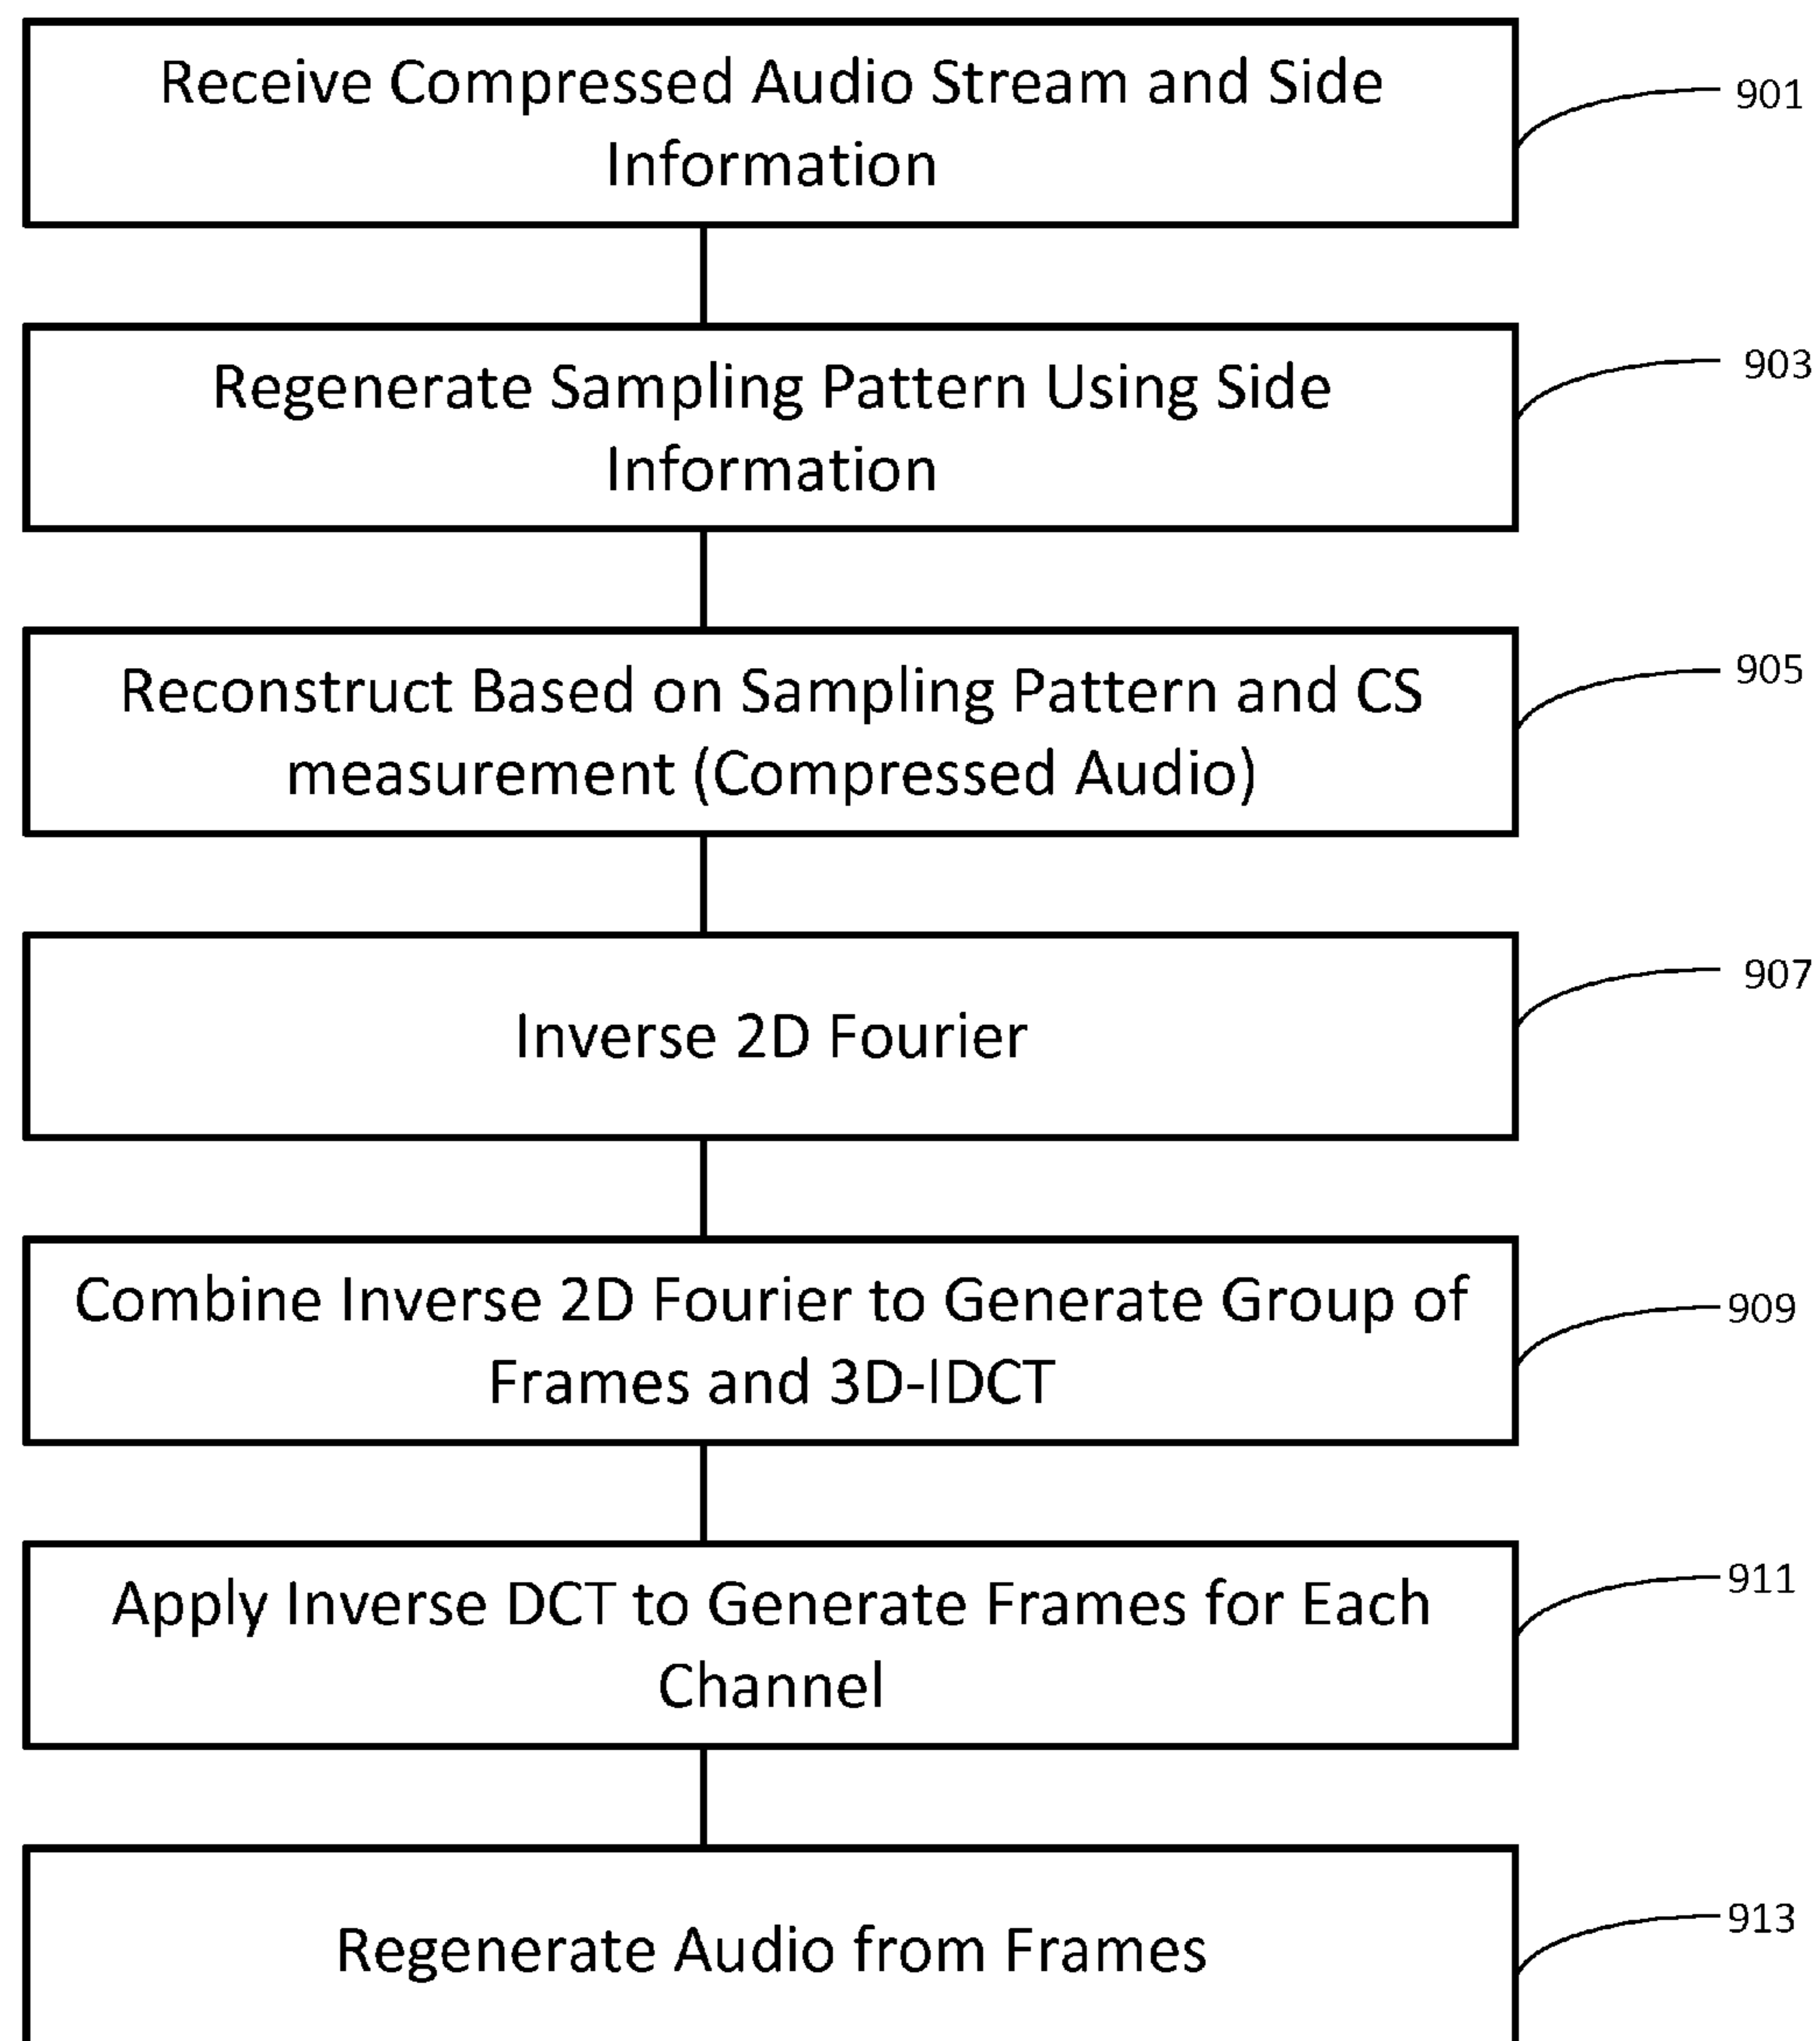 Receive Compressed Audio Stream and Side
Information
901
Regenerate Sampling Pattern Using Side
Information
903
Reconstruct Based on Sampling Pattern and CS
measurement (Compressed Audio)
905
Inverse 2D Fourier
907
Combine Inverse 2D Fourier to Generate Group of
Frames and 3D-IDCT
909
Apply Inverse DCT to Generate Frames for Each
Channel
911
Regenerate Audio from Frames
913